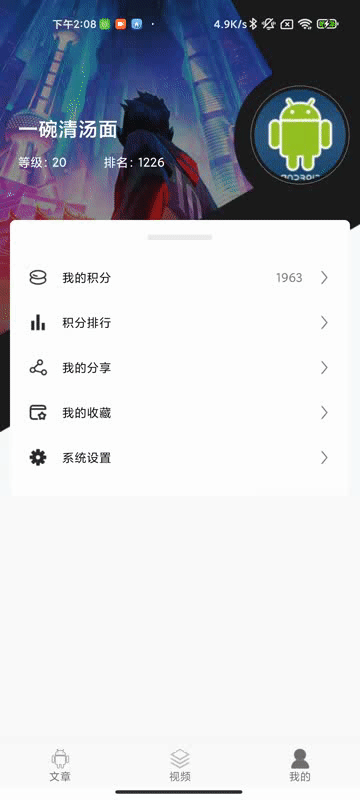 下午2:08 4.9K/s
一碗清汤面
等级: 20 排名: 1226
ANDROID
我的积分 1963
积分排行
我的分享
我的收藏
系统设置
文章 视频 我的